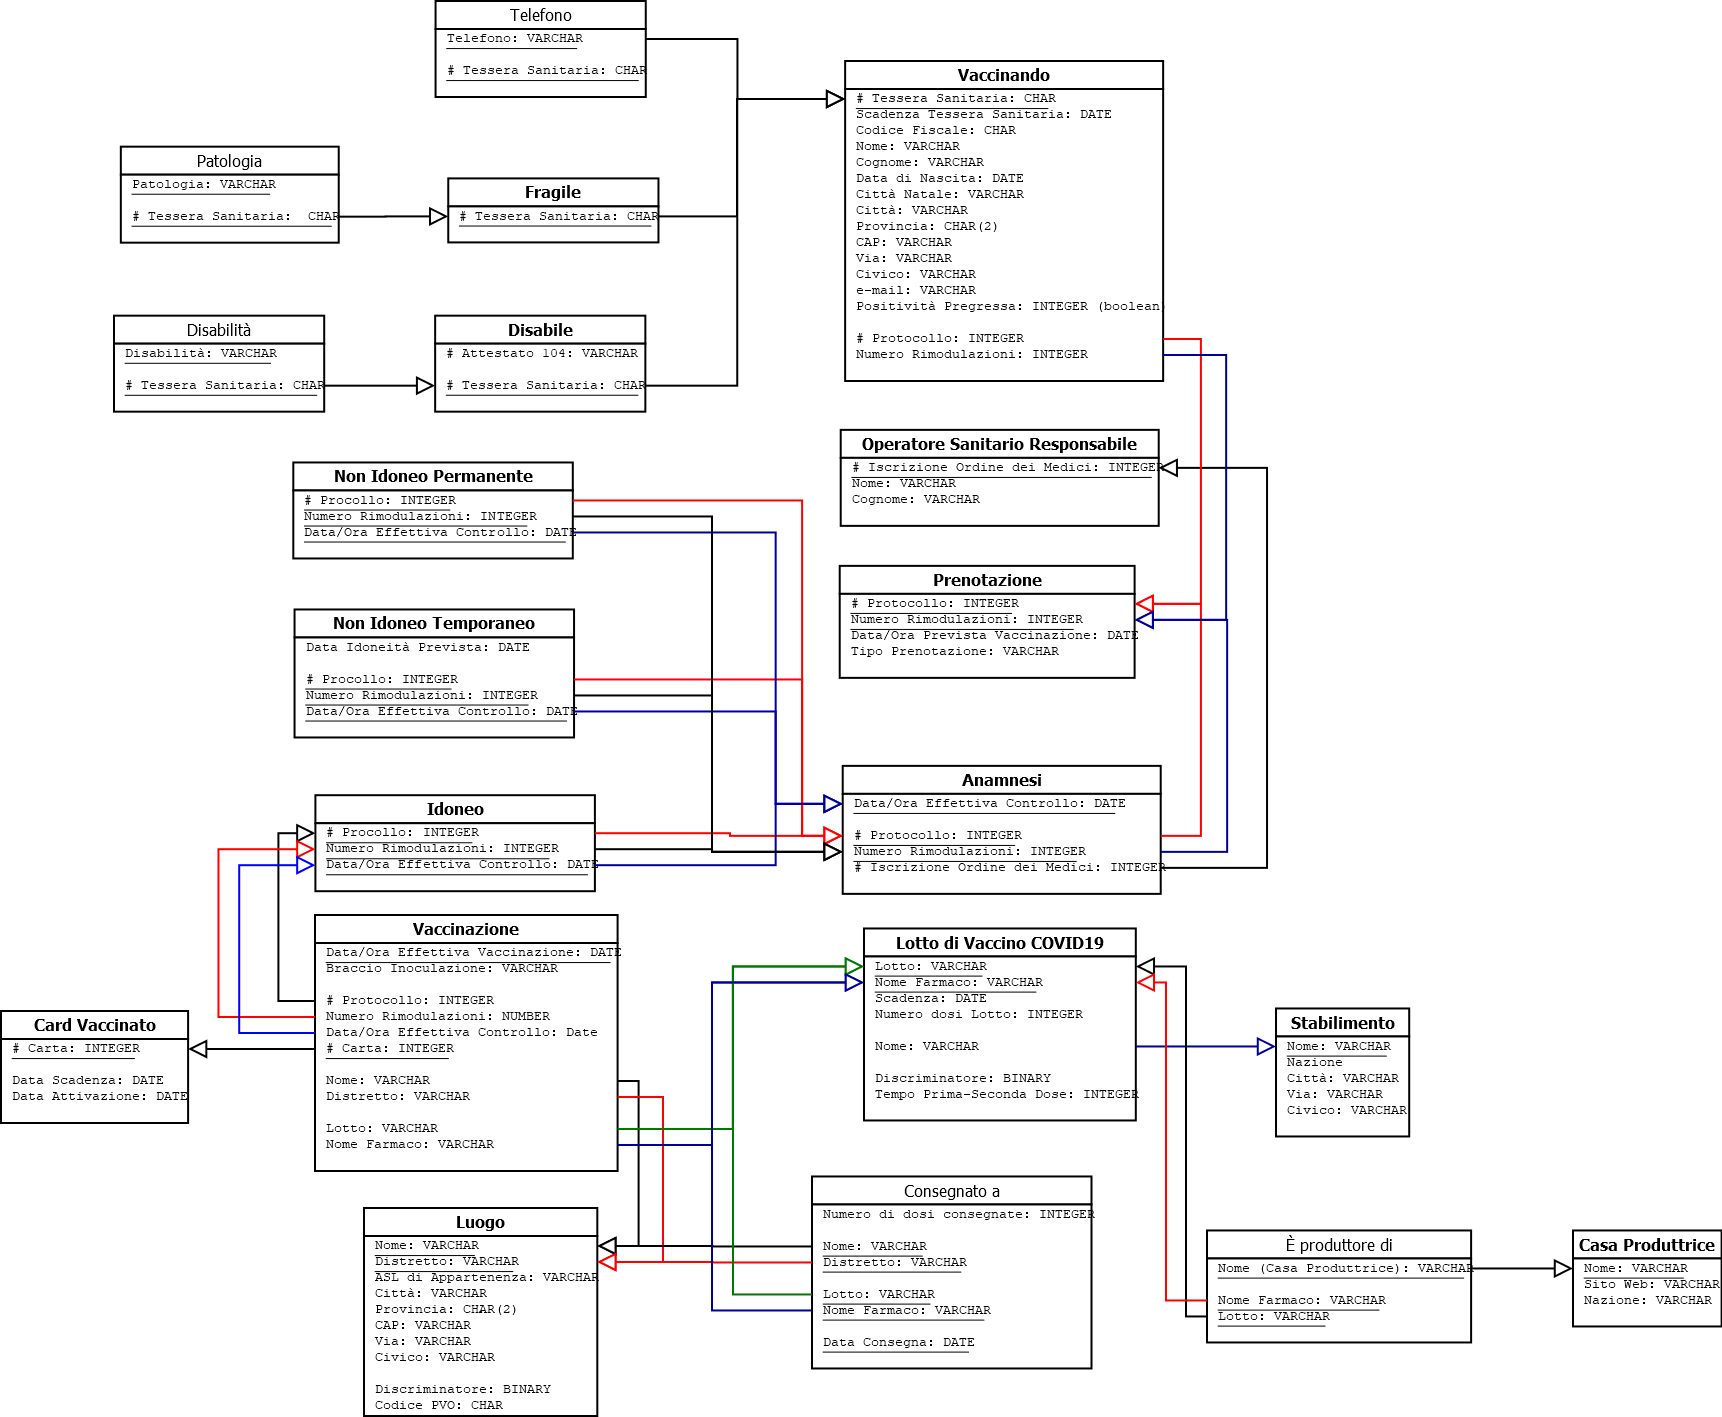 Telefono
Telefono: VARCHAR
# Tessera Sanitaria: CHAR
Vaccinando
# Tessera Sanitaria: CHAR
Scadenza Tessera Sanitaria: DATE
Codice Fiscale: CHAR
Nome: VARCHAR
Cognome: VARCHAR
Data di Nascita: DATE
Città Natale: VARCHAR
Città: VARCHAR
Provincia: CHAR(2)
CAP: VARCHAR
Via: VARCHAR
Civico: VARCHAR
e-mail: VARCHAR
Positività Pregressa: INTEGER (boolean)
# Protocollo: INTEGER
Numero Rimodulazioni: INTEGER
Patologia
Patologia: VARCHAR
# Tessera Sanitaria:  CHAR
Fragile
# Tessera Sanitaria: CHAR
Disabilità
Disabilità: VARCHAR
# Tessera Sanitaria: CHAR
Disabile
# Attestato 104: VARCHAR
# Tessera Sanitaria: CHAR
Operatore Sanitario Responsabile
# Iscrizione Ordine dei Medici: INTEGER
Nome: VARCHAR
Cognome: VARCHAR
Non Idoneo Permanente
# Procollo: INTEGER
Numero Rimodulazioni: INTEGER
Data/Ora Effettiva Controllo: DATE
Prenotazione
# Protocollo: INTEGER
Numero Rimodulazioni: INTEGER
Data/Ora Prevista Vaccinazione: DATE
Tipo Prenotazione: VARCHAR
Non Idoneo Temporaneo
Data Idoneità Prevista: DATE
# Procollo: INTEGER
Numero Rimodulazioni: INTEGER
Data/Ora Effettiva Controllo: DATE
Anamnesi
Data/Ora Effettiva Controllo: DATE
# Protocollo: INTEGER
Numero Rimodulazioni: INTEGER
# Iscrizione Ordine dei Medici: INTEGER
Idoneo
# Procollo: INTEGER
Numero Rimodulazioni: INTEGER
Data/Ora Effettiva Controllo: DATE
Vaccinazione
Data/Ora Effettiva Vaccinazione: DATE
Braccio Inoculazione: VARCHAR
# Protocollo: INTEGER
Numero Rimodulazioni: NUMBER
Data/Ora Effettiva Controllo: Date
# Carta: INTEGER
Nome: VARCHAR
Distretto: VARCHAR
Lotto: VARCHAR
Nome Farmaco: VARCHAR
Card Vaccinato
# Carta: INTEGER
Data Scadenza: DATE
Data Attivazione: DATE
Lotto di Vaccino COVID19
Lotto: VARCHAR
Nome Farmaco: VARCHAR
Scadenza: DATE
Numero dosi Lotto: INTEGER
Nome: VARCHAR
Discriminatore: BINARY
Tempo Prima-Seconda Dose: INTEGER
Stabilimento
Nome: VARCHAR
Nazione
Città: VARCHAR
Via: VARCHAR
Civico: VARCHAR
Luogo
Nome: VARCHAR
Distretto: VARCHAR
ASL di Appartenenza: VARCHAR
Città: VARCHAR
Provincia: CHAR(2)
CAP: VARCHAR
Via: VARCHAR
Civico: VARCHAR
Discriminatore: BINARY
Codice PVO: CHAR
Consegnato a
Numero di dosi consegnate: INTEGER
Nome: VARCHAR
Distretto: VARCHAR
Lotto: VARCHAR
Nome Farmaco: VARCHAR
Data Consegna: DATE
È produttore di
Nome (Casa Produttrice): VARCHAR
Nome Farmaco: VARCHAR
Lotto: VARCHAR
Casa Produttrice
Nome: VARCHAR
Sito Web: VARCHAR
Nazione: VARCHAR